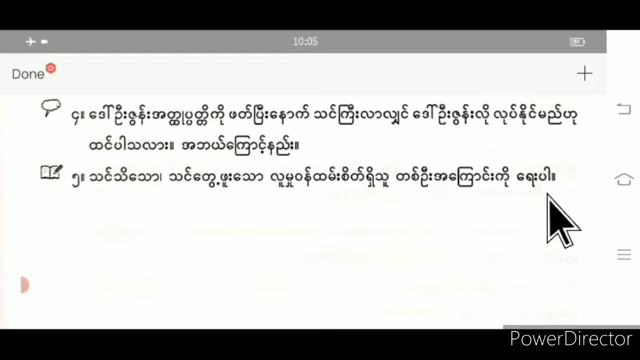 10:05
Done
၄။ ဒေါ်ဦးဇွန်းအတ္ထုပ္ပတ္တိကို ဖတ်ပြီးနောက် သင်ကြီးလာလျှင် ဒေါ်ဦးဇွန်းလို လုပ်နိုင်မည်ဟု
ထင်ပါသလား။ အဘယ်ကြောင့်နည်း။
၅။ သင်သိသော၊ သင်တွေ့ဖူးသော လူမှုဝန်ထမ်းစိတ်ရှိသူ တစ်ဦးအကြောင်းကို ရေးပါ။
PowerDirector